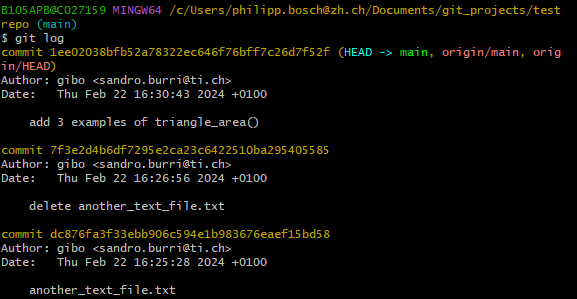 B105APB@CO27159 MINGW64 /c/Users/philipp.bosch@zh.ch/Documents/git_projects/test
repo (main)
$ git log
commit 1ee02038bfb52a78322ec646f76bff7c26d7f52f (HEAD -> main, origin/main, orig
in/HEAD)
Author: gibo <sandro.burri@ti.ch>
Date:   Thu Feb 22 16:30:43 2024 +0100

    add 3 examples of triangle_area()

commit 7f3e2d4b6df7295e2ca23c6422510ba295405585
Author: gibo <sandro.burri@ti.ch>
Date:   Thu Feb 22 16:26:56 2024 +0100

    delete another_text_file.txt

commit dc876fa3f33ebb906c594e1b983676eaef15bd58
Author: gibo <sandro.burri@ti.ch>
Date:   Thu Feb 22 16:25:28 2024 +0100

    another_text_file.txt